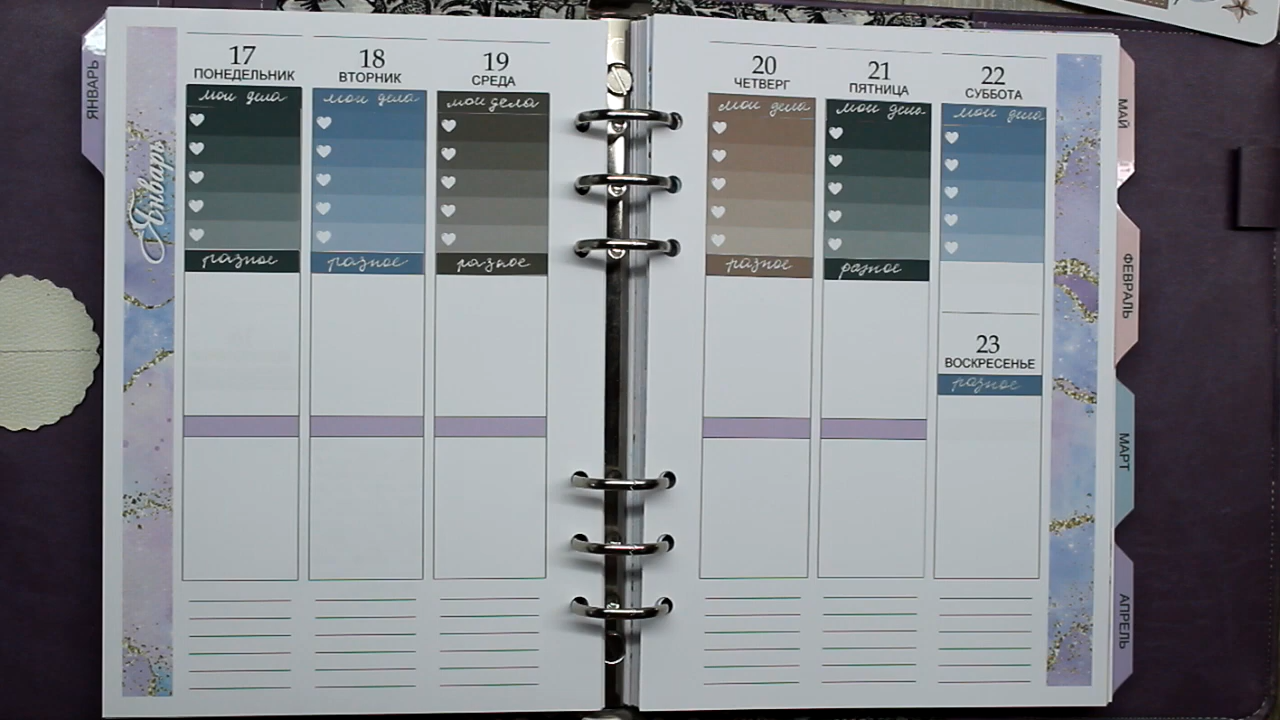 ЯНВАРЬ
Январь
17
ПОНЕДЕЛЬНИК
мои дела
разное
18
ВТОРНИК
мои дела
разное
19
СРЕДА
мои дела
разное
20
ЧЕТВЕРГ
мои дела
разное
21
ПЯТНИЦА
мои дела
разное
22
СУББОТА
мои дела
23
ВОСКРЕСЕНЬЕ
разное
МАЙ
ФЕВРАЛЬ
МАРТ
АПРЕЛЬ